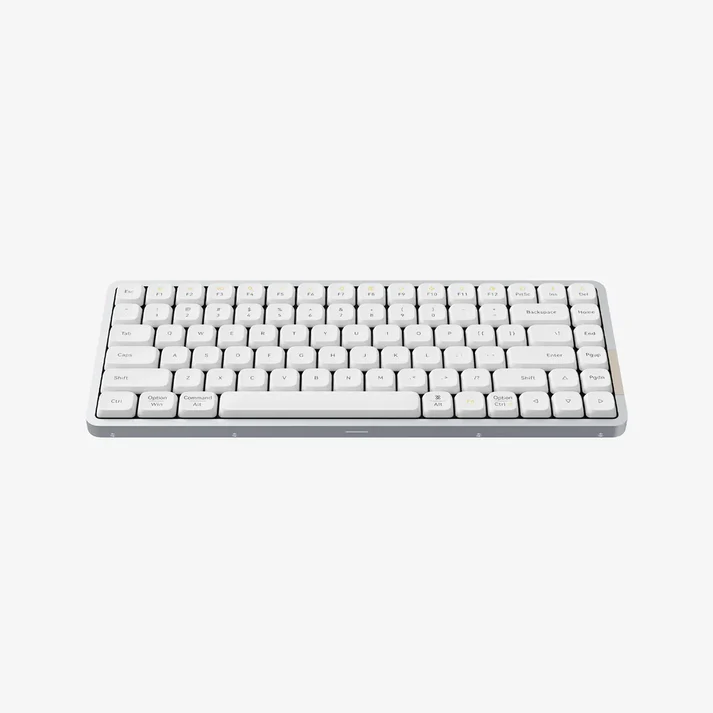 Esc F1 F2 F3 F4 F5 F6 F7 F8 F9 F10 F11 F12 PrtSc Ins Del
! @ # $ % ^ & * ( ) Backspace Home
1 2 3 4 5 6 7 8 9 0
Tab Q W E R T Y U I O P [{ ]} \| End
Caps A S D F G H J K L Enter Pgup
Shift Z X C V B N M /? Shift Pgdn
Ctrl Option Command Fn Option
Win Alt Alt Ctrl